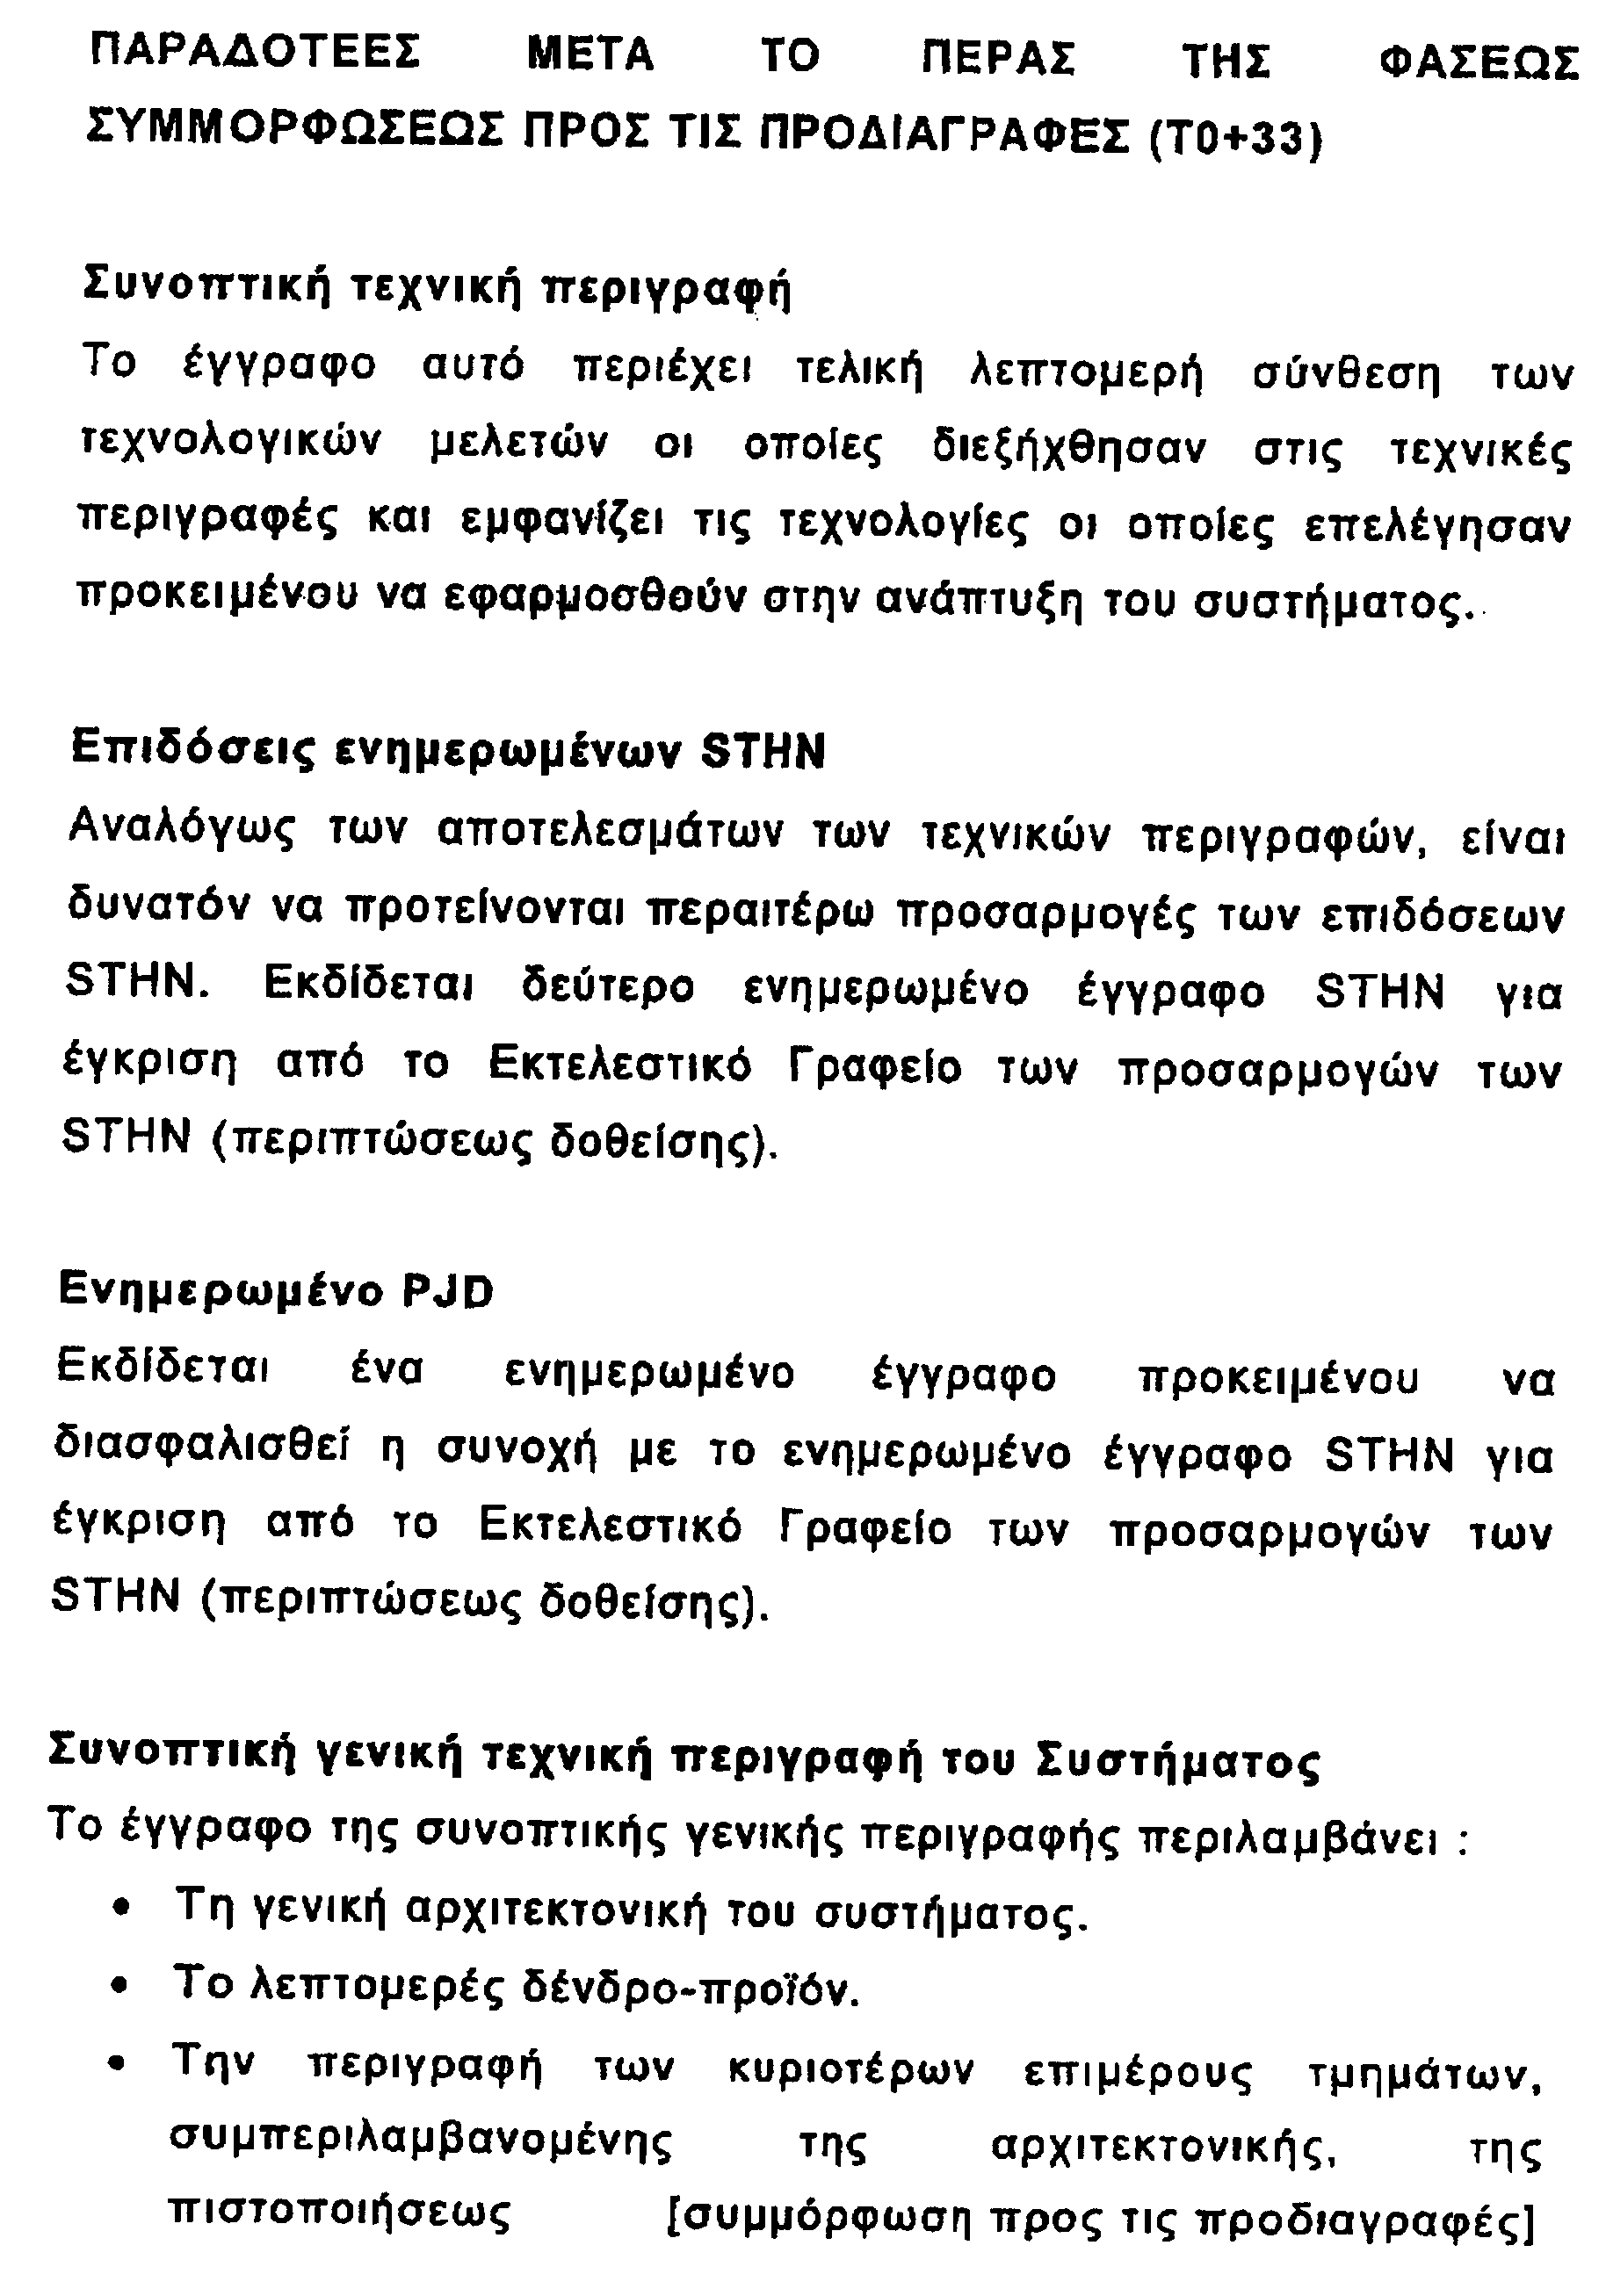 ΠΑΡΑΔΟΤΕΕΣ ΜΕΤΑ ΤΟ ΠΕΡΑΣ ΤΗΣ ΦΑΣΕΩΣ
ΣΥΜΜΟΡΦΩΣΕΩΣ ΠΡΟΣ ΤΙΣ ΠΡΟΔΙΑΓΡΑΦΕΣ (Τ0+33)
Συνοπτική τεχνική περιγραφή
Το έγγραφο αυτό περιέχει τελική λεπτομερή σύνθεση των
τεχνολογικών μελετών οι οποίες διεξήχθησαν στις τεχνικές
περιγραφές και εμφανίζει τις τεχνολογίες οι οποίες επελέγησαν
προκειμένου να εφαρμοσθούν στην ανάπτυξη του συστήματος.
Επιδόσεις ενημερωμένων STHN
Αναλόγως των αποτελεσμάτων των τεχνικών περιγραφών, είναι
δυνατόν να προτείνονται περαιτέρω προσαρμογές των επιδόσεων
STHN. Εκδίδεται δεύτερο ενημερωμένο έγγραφο STHN για
έγκριση από το Εκτελεστικό Γραφείο των προσαρμογών των
STHN (περιπτώσεως δοθείσης).
Ενημερωμένο PJD
Εκδίδεται ένα ενημερωμένο έγγραφο προκειμένου να
διασφαλισθεί η συνοχή με το ενημερωμένο έγγραφο STHN για
έγκριση από το Εκτελεστικό Γραφείο των προσαρμογών των
STHN (περιπτώσεως δοθείσης).
Συνοπτική γενική τεχνική περιγραφή του Συστήματος
Το έγγραφο της συνοπτικής γενικής περιγραφής περιλαμβάνει :
• Τη γενική αρχιτεκτονική του συστήματος.
• Το λεπτομερές δένδρο-προϊόν.
• Την περιγραφή των κυριοτέρων επιμέρους τμημάτων,
συμπεριλαμβανομένης της αρχιτεκτονικής, της
πιστοποιήσεως [συμμόρφωση προς τις προδιαγραφές]